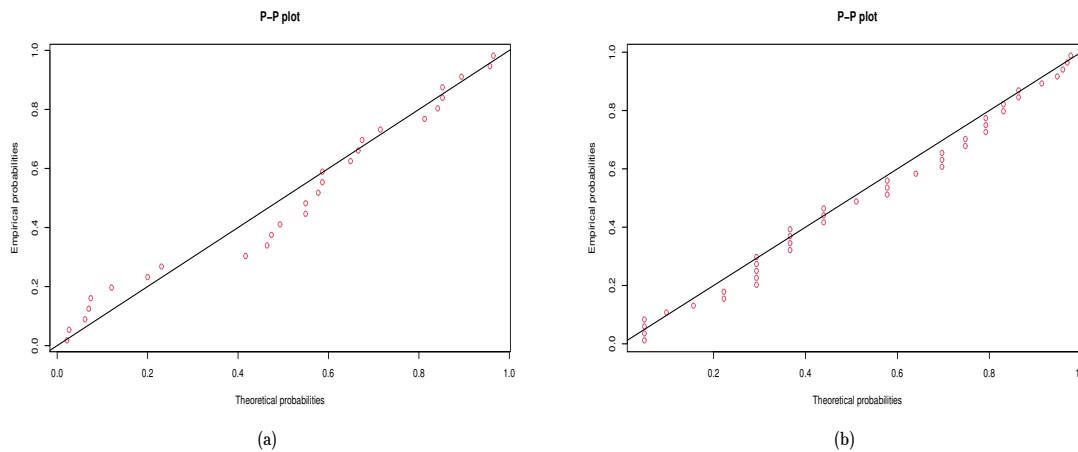 P-P plot
Empirical probabilities
1.0
0.8
0.6
0.4
0.2
0.0
0.0 0.2 0.4 0.6 0.8 1.0
Theoretical probabilities
(a)
P-P plot
Empirical probabilities
1.0
0.8
0.6
0.4
0.2
0.0
0.2 0.4 0.6 0.8 1
Theoretical probabilities
(b)